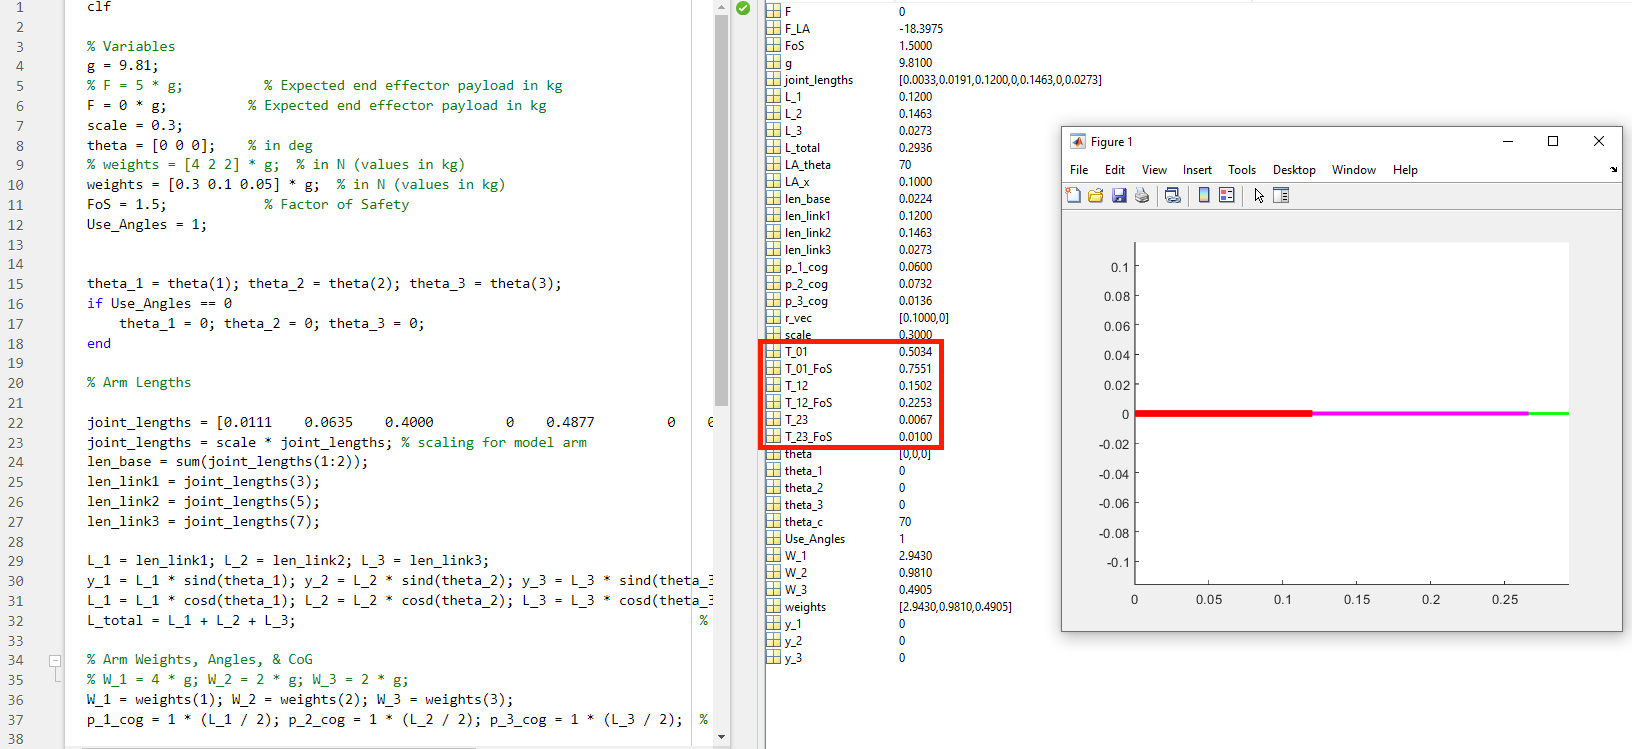 1 clf
2
3 % Variables
4 g = 9.81;
5 % F = 5 * g; % Expected end effector payload in kg
6 F = 0 * g; % Expected end effector payload in kg
7 scale = 0.3;
8 theta = [0 0 0]; % in deg
9 % weights = [4 2 2] * g; % in N (values in kg)
10 weights = [0.3 0.1 0.05] * g; % in N (values in kg)
11 FoS = 1.5; % Factor of Safety
12 Use_Angles = 1;
13
14
15 theta_1 = theta(1); theta_2 = theta(2); theta_3 = theta(3);
16 if Use_Angles == 0
17 theta_1 = 0; theta_2 = 0; theta_3 = 0;
18 end
19
20 % Arm Lengths
21
22 joint_lengths = [0.0111 0.0635 0.4000 0 0.4877 0
23 joint_lengths = scale * joint_lengths; % scaling for model arm
24 len_base = sum(joint_lengths(1:2));
25 len_link1 = joint_lengths(3);
26 len_link2 = joint_lengths(5);
27 len_link3 = joint_lengths(7);
28
29 L_1 = len_link1; L_2 = len_link2; L_3 = len_link3;
30 y_1 = L_1 * sind(theta_1); y_2 = L_2 * sind(theta_2); y_3 = L_3 * sind(theta_3
31 L_1 = L_1 * cosd(theta_1); L_2 = L_2 * cosd(theta_2); L_3 = L_3 * cosd(theta_3
32 L_total = L_1 + L_2 + L_3; %
33
34 % Arm Weights, Angles, & CoG
35 % W_1 = 4 * g; W_2 = 2 * g; W_3 = 2 * g;
36 W_1 = weights(1); W_2 = weights(2); W_3 = weights(3);
37 p_1_cog = 1 * (L_1 / 2); p_2_cog = 1 * (L_2 / 2); p_3_cog = 1 * (L_3 / 2); %
38
F 0
F_LA -18.3975
FoS 1.5000
g 9.8100
joint_lengths [0.0033,0.0191,0.1200,0,0.1463,0,0.0273]
L_1 0.1200
L_2 0.1463
L_3 0.0273
L_total 0.2936
LA_theta 70
LA_x 0.1000
len_base 0.0224
len_link1 0.1200
len_link2 0.1463
len_link3 0.0273
p_1_cog 0.0600
p_2_cog 0.0732
p_3_cog 0.0136
r_vec [0.1000,0]
scale 0.3000
T_01 0.5034
T_01_FoS 0.7551
T_12 0.1502
T_12_FoS 0.2253
T_23 0.0067
T_23_FoS 0.0100
theta [0,0,0]
theta_1 0
theta_2 0
theta_3 0
theta_c 70
Use_Angles 1
W_1 2.9430
W_2 0.9810
W_3 0.4905
weights [2.9430,0.9810,0.4905]
y_1 0
y_2 0
y_3 0
Figure 1
File Edit View Insert Tools Desktop Window Help
0.1
0.08
0.06
0.04
0.02
0
-0.02
-0.04
-0.06
-0.08
-0.1
0 0.05 0.1 0.15 0.2 0.25